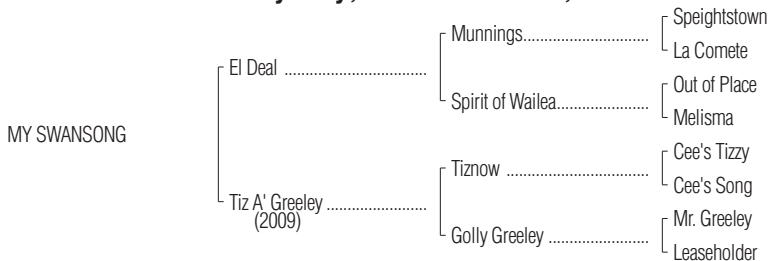 Speightstown
Munnings
La Comete
El Deal
Out of Place
Spirit of Wailea
Melisma
MY SWANSONG
Cee's Tizzy
Tiznow
Cee's Song
Tiz A' Greeley
(2009)
Mr. Greeley
Golly Greeley
Leaseholder